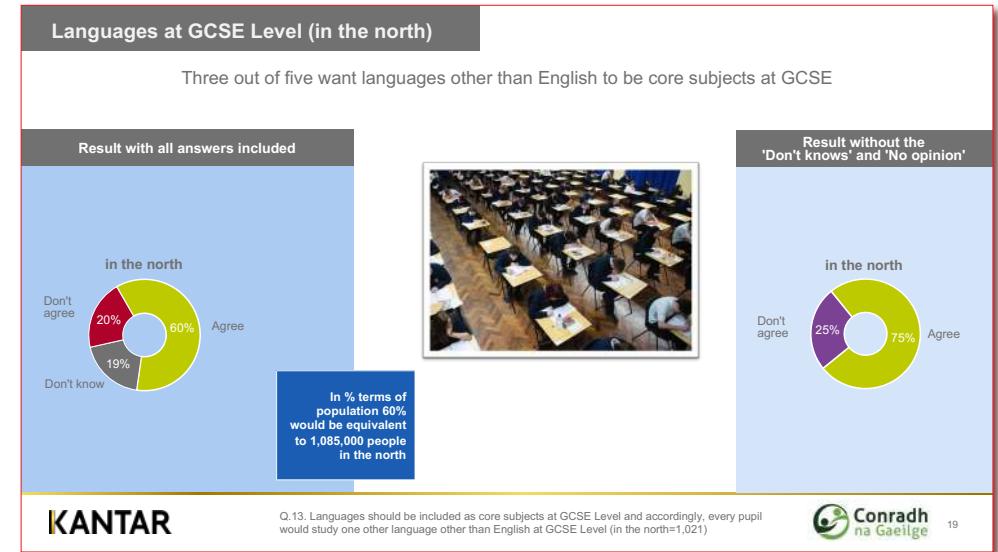 Languages at GCSE Level (in the north)
Three out of five want languages other than English to be core subjects at GCSE
Result with all answers included
in the north
Don't
agree
20%
60%
Agree
19%
Don't know
In % terms of
population 60%
would be equivalent
to 1,085,000 people
in the north
Result without the
'Don't knows' and 'No opinion'
in the north
Don't
agree
25%
75%
Agree
KANTAR
Q.13. Languages should be included as core subjects at GCSE Level and accordingly, every pupil
would study one other language other than English at GCSE Level (in the north=1,021)
Conradh
na Gaeilge
19